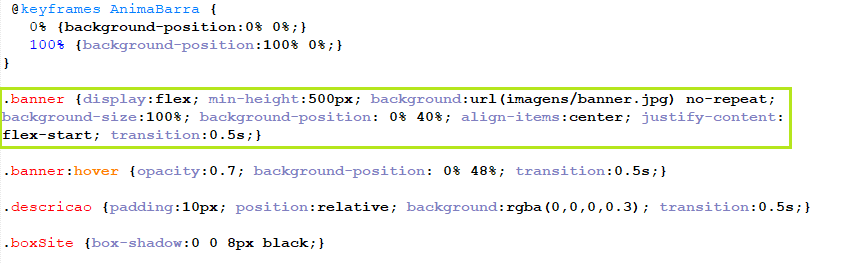 @keyframes AnimaBarra {
0% {background-position:0% 0%;}
100% {background-position:100% 0%;}
}
.banner {display:flex; min-height:500px; background:url(imagens/banner.jpg) no-repeat;
background-size:100%; background-position: 0% 40%; align-items:center; justify-content:
flex-start; transition:0.5s;}
.banner:hover {opacity:0.7; background-position: 0% 48%; transition:0.5s;}
.descricao {padding:10px; position:relative; background:rgba(0,0,0,0.3); transition:0.5s;}
.boxSite {box-shadow:0 0 8px black;}